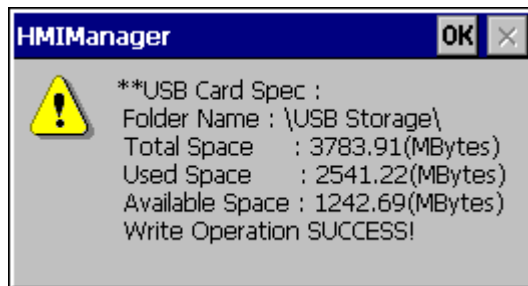 HMIManager OK ×
**USB Card Spec :
Folder Name : \USB Storage\
Total Space : 3783.91(MBytes)
Used Space : 2541.22(MBytes)
Available Space : 1242.69(MBytes)
Write Operation SUCCESS!